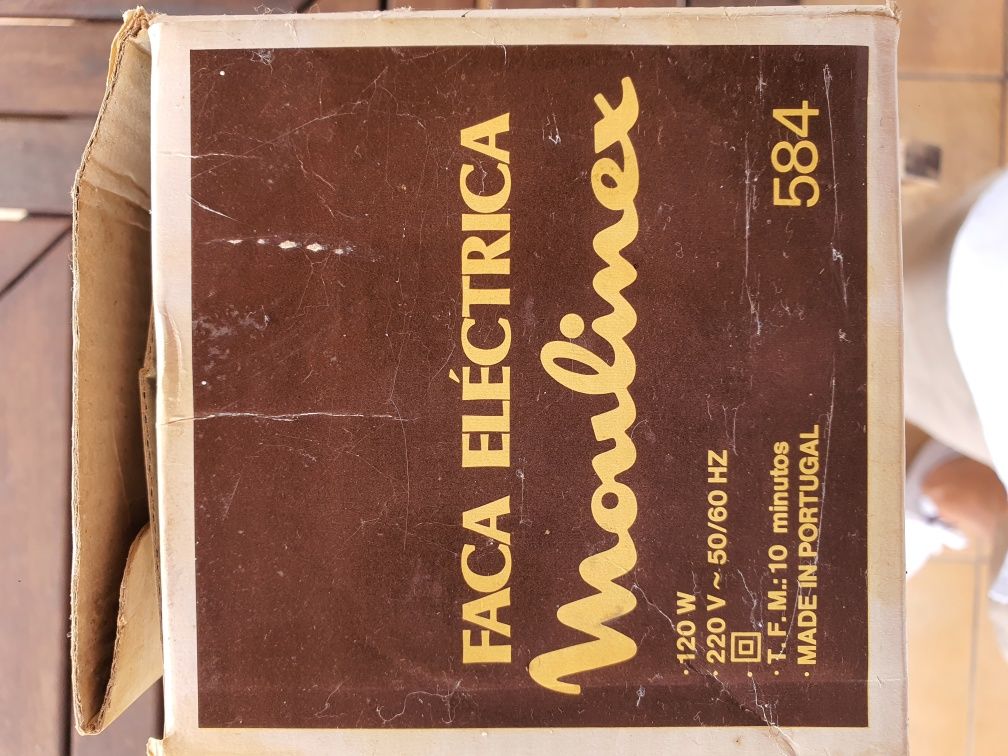 FACA ELÉCTRICA
Moulinex
· 120 W
· 220 V ~ 50/60 HZ
· T. F. M.: 10 minutos
· MADE IN PORTUGAL
584